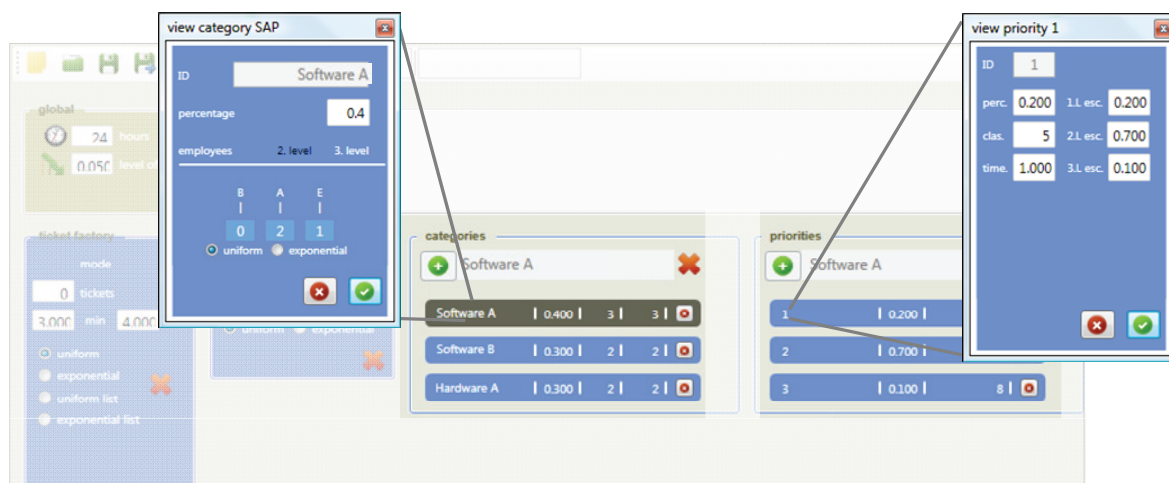 view category SAP
ID Software A
percentage 0.4
employees 2. level 3. level
B A E
0 2 1
uniform exponential
view priority 1
ID 1
perc. 0.200 1.L esc. 0.200
clas. 5 2.L esc. 0.700
time. 1.000 3.L esc. 0.100
global
24 hours
0.050 level of
ticket factory
mode
0 tickets
3.000 min 4.000
uniform
exponential
uniform list
exponential list
uniform exponential
categories
Software A
Software A 0.400 3 3
Software B 0.300 2 2
Hardware A 0.300 2 2
priorities
Software A
1 0.200
2 0.700
3 0.100 8